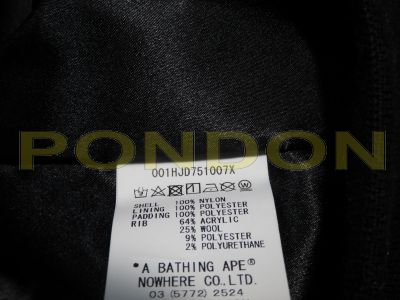 PONDON
001HJD751007X
SHELL 100% NYLON
LINING 100% POLYESTER
PADDING 100% POLYESTER
RIB 64% ACRYLIC
25% WOOL
9% POLYESTER
2% POLYURETHANE
*A BATHING APE®
NOWHERE CO.,LTD.
03 (5772) 2524